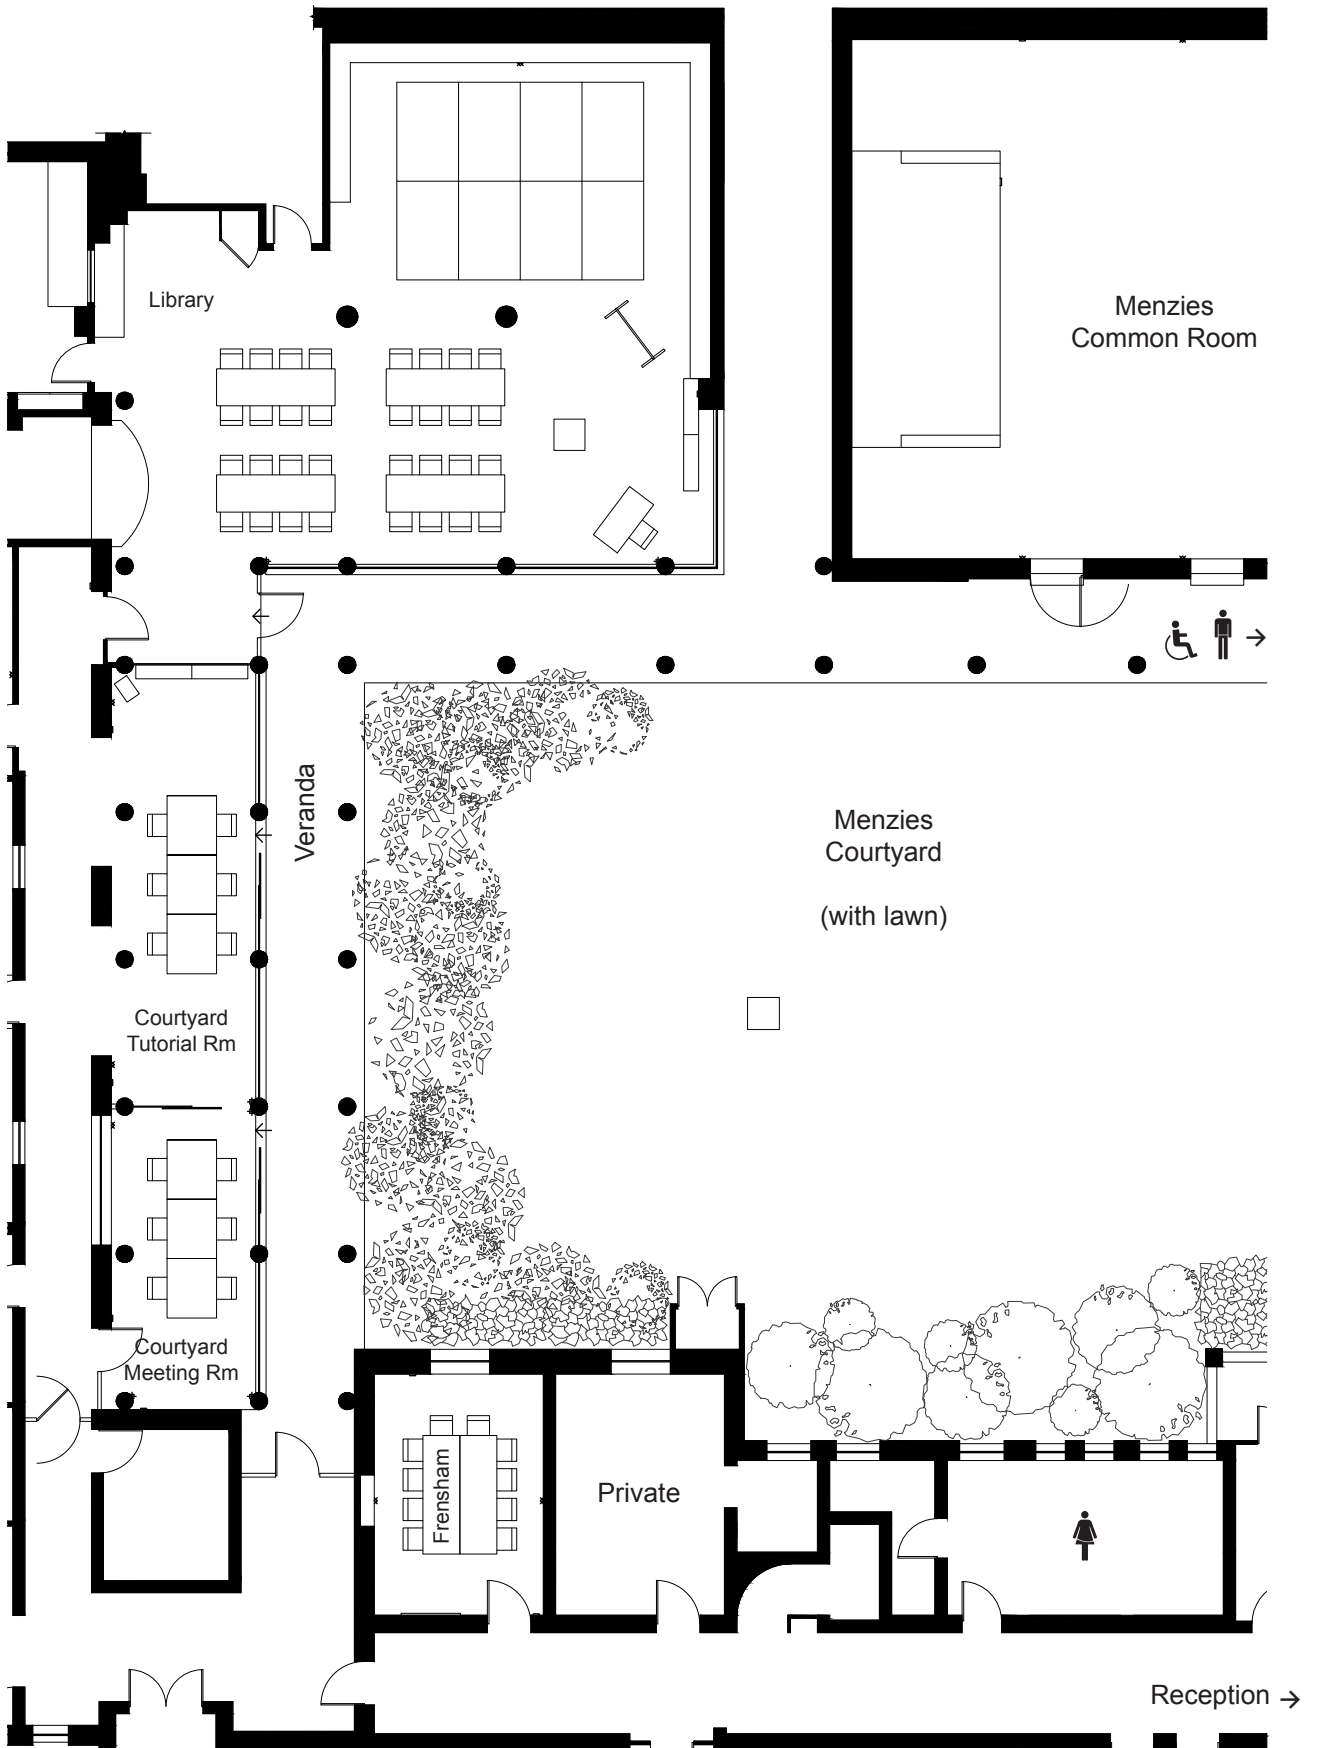 Library
Menzies
Common Room
Veranda
Menzies
Courtyard
(with lawn)
Courtyard
Tutorial Rm
Courtyard
Meeting Rm
Frensham
Private
Reception →